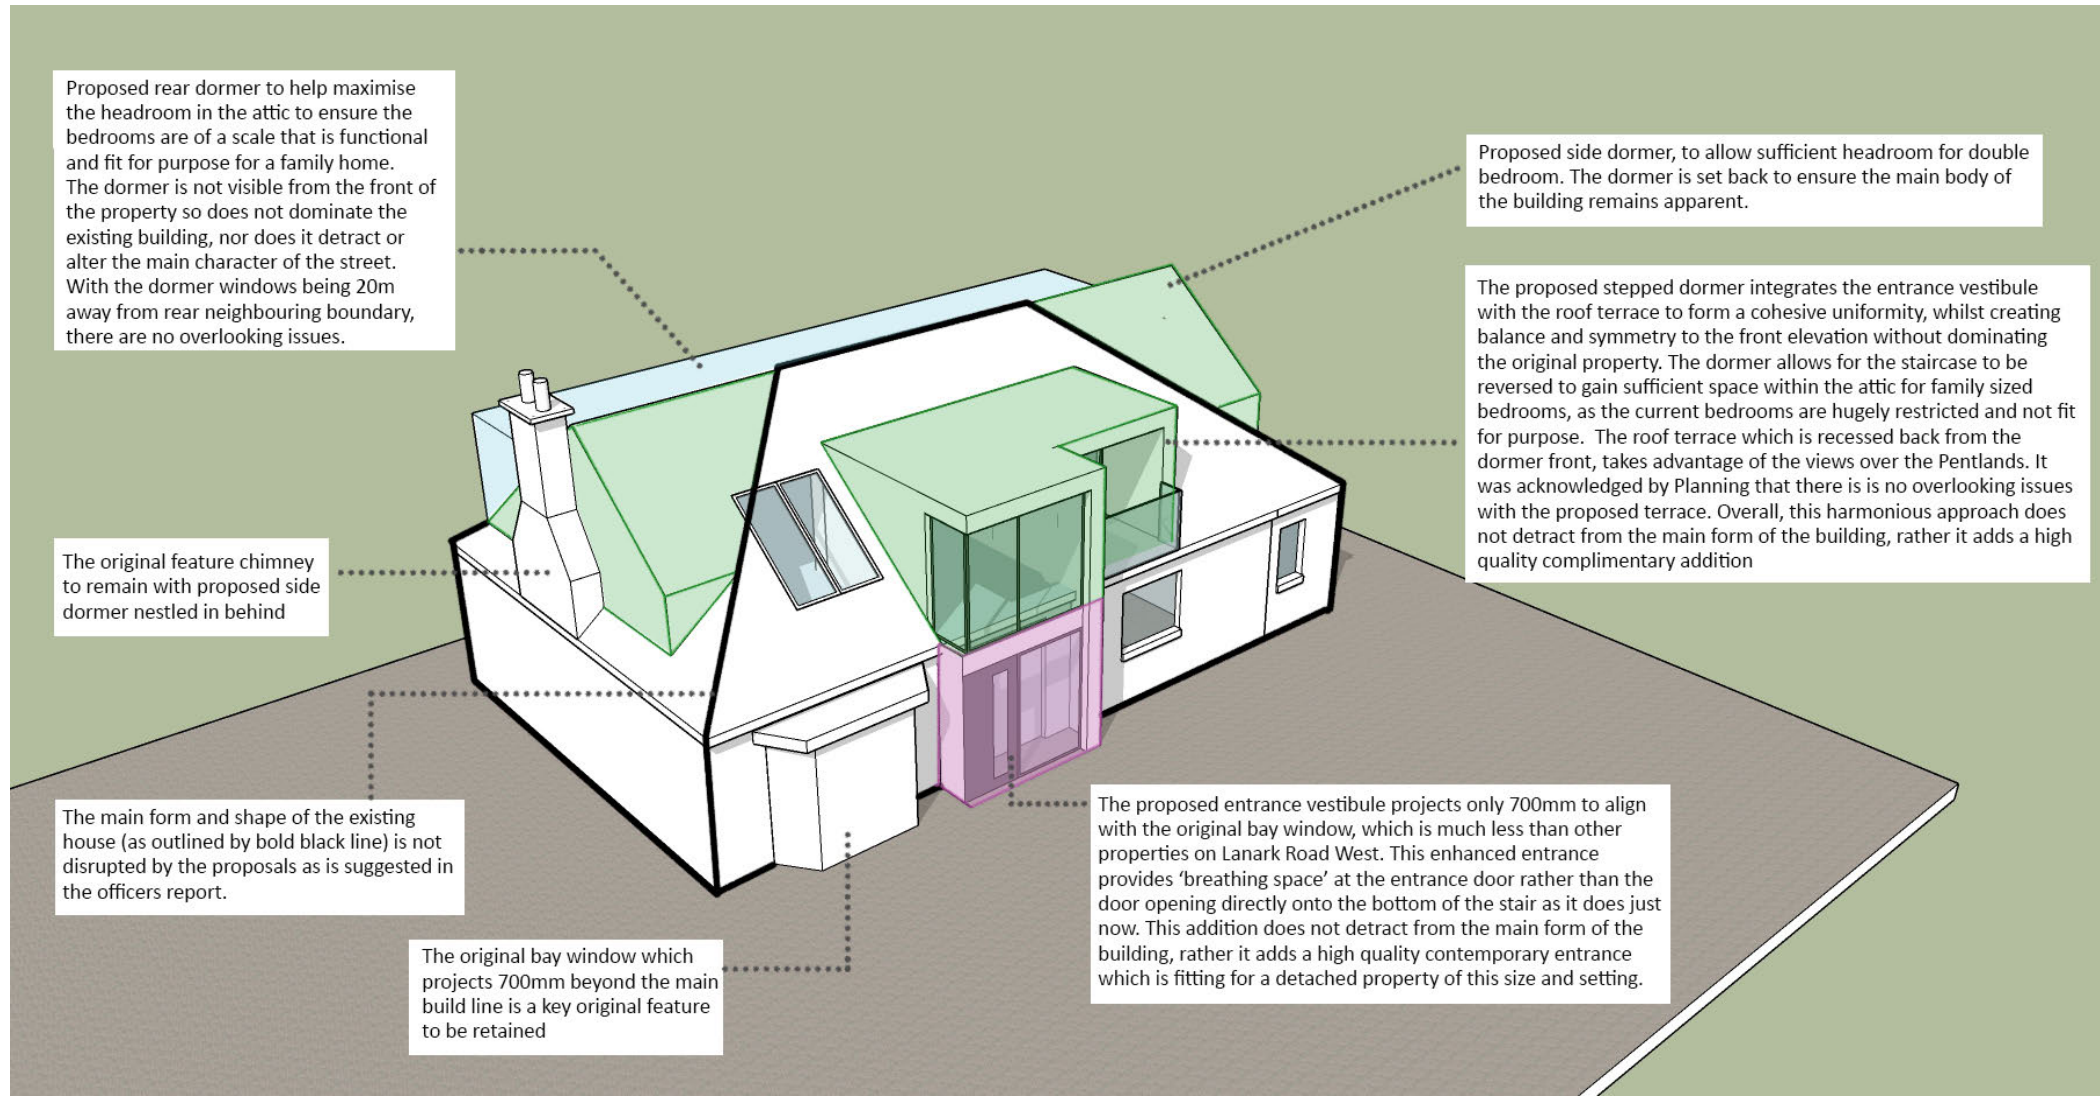 Proposed rear dormer to help maximise
the headroom in the attic to ensure the
bedrooms are of a scale that is functional
and fit for purpose for a family home.
The dormer is not visible from the front of
the property so does not dominate the
existing building, nor does it detract or
alter the main character of the street.
With the dormer windows being 20m
away from rear neighbouring boundary,
there are no overlooking issues.
Proposed side dormer, to allow sufficient headroom for double
bedroom. The dormer is set back to ensure the main body of
the building remains apparent.
The proposed stepped dormer integrates the entrance vestibule
with the roof terrace to form a cohesive uniformity, whilst creating
balance and symmetry to the front elevation without dominating
the original property. The dormer allows for the staircase to be
reversed to gain sufficient space within the attic for family sized
bedrooms, as the current bedrooms are hugely restricted and not fit
for purpose.  The roof terrace which is recessed back from the
dormer front, takes advantage of the views over the Pentlands. It
was acknowledged by Planning that there is is no overlooking issues
with the proposed terrace. Overall, this harmonious approach does
not detract from the main form of the building, rather it adds a high
quality complimentary addition
The original feature chimney
to remain with proposed side
dormer nestled in behind
The main form and shape of the existing
house (as outlined by bold black line) is not
disrupted by the proposals as is suggested in
the officers report.
The original bay window which
projects 700mm beyond the main
build line is a key original feature
to be retained
The proposed entrance vestibule projects only 700mm to align
with the original bay window, which is much less than other
properties on Lanark Road West. This enhanced entrance
provides ‘breathing space’ at the entrance door rather than the
door opening directly onto the bottom of the stair as it does just
now. This addition does not detract from the main form of the
building, rather it adds a high quality contemporary entrance
which is fitting for a detached property of this size and setting.